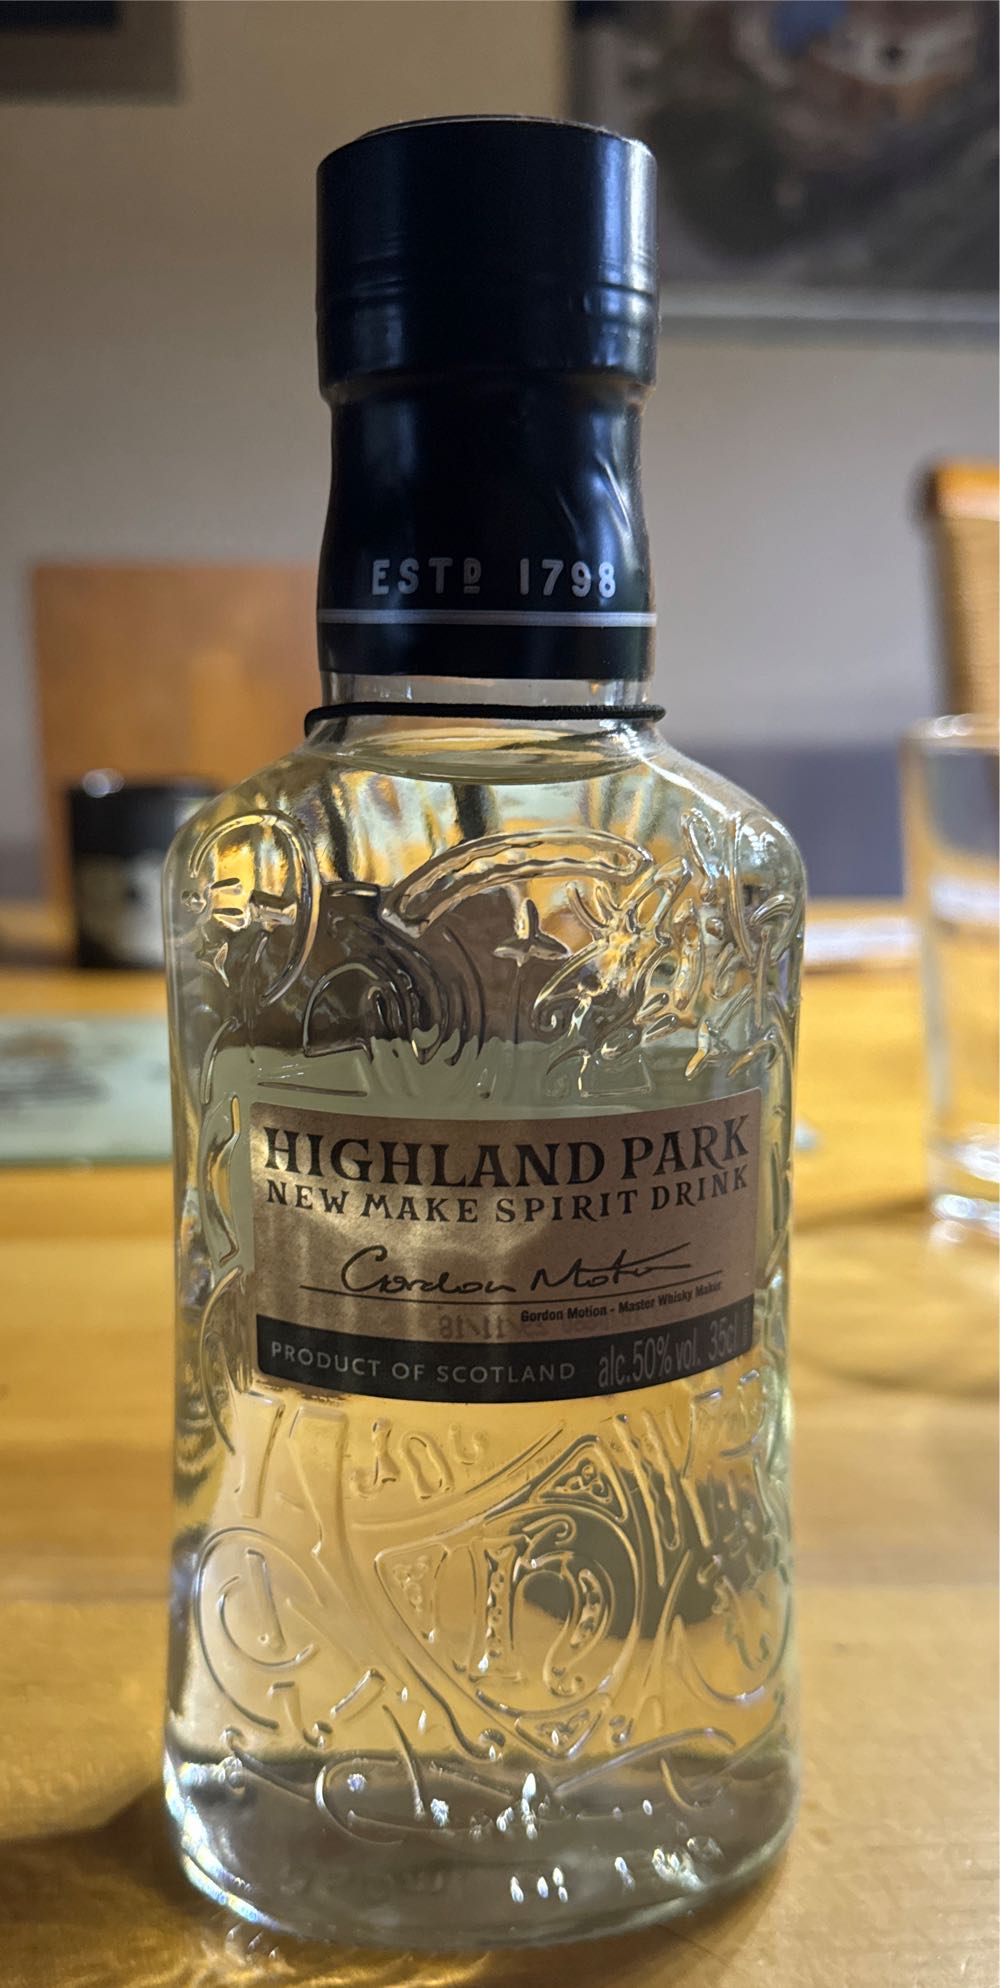 ESTD 1798
HIGHLAND PARK
NEW MAKE SPIRIT DRINK
Gordon Motion
Gordon Motion - Master Whisky Maker
PRODUCT OF SCOTLAND alc.50%vol. 35cl
H